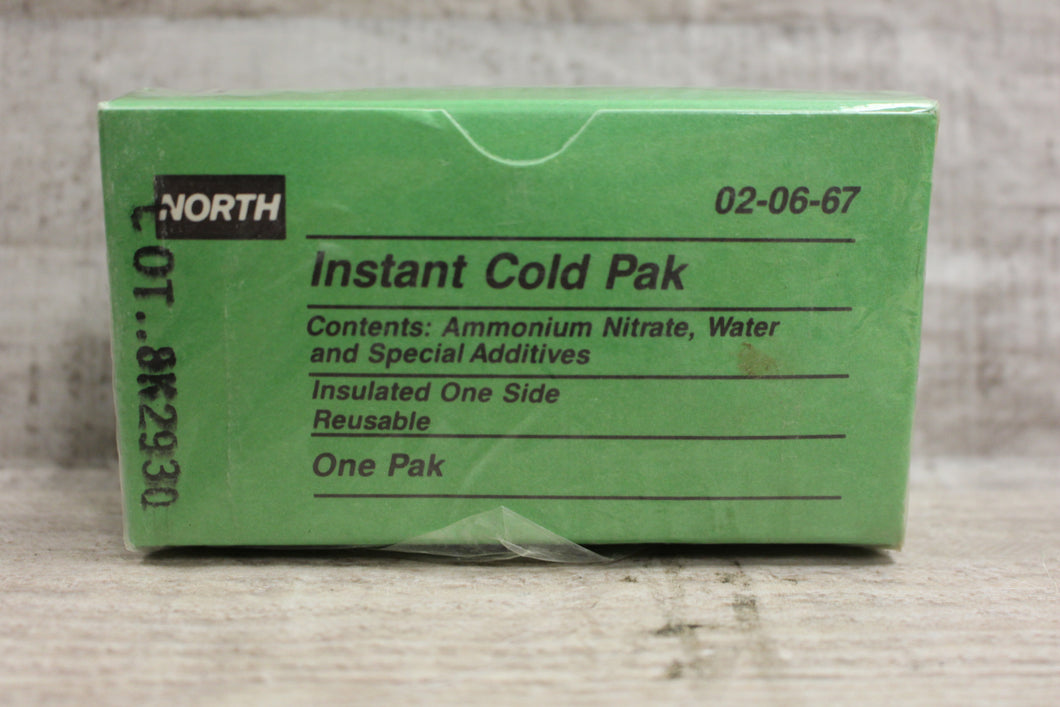 NORTH
02-06-67
Instant Cold Pak
Contents: Ammonium Nitrate, Water
and Special Additives
Insulated One Side
Reusable
One Pak
LOT..8K2930